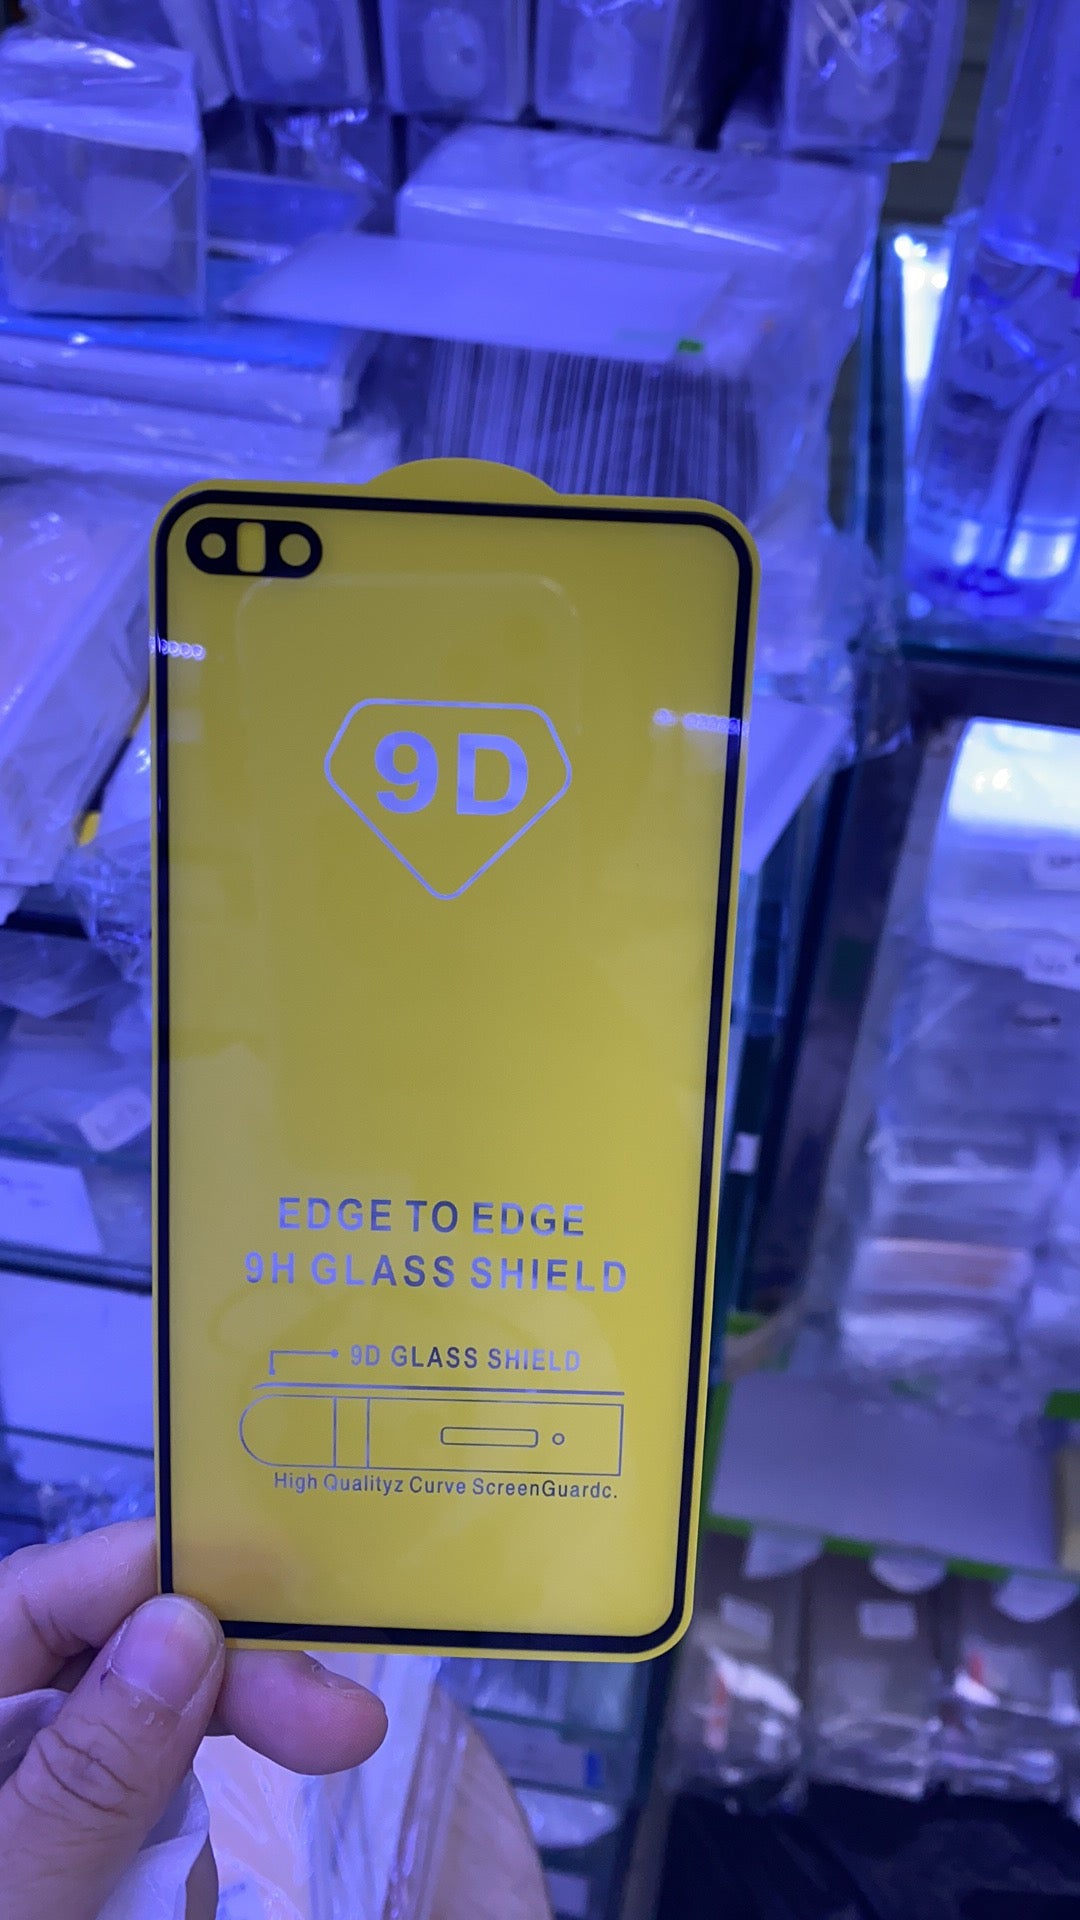 9D
EDGE TO EDGE
9H GLASS SHIELD
9D GLASS SHIELD
High Qualityz Curve ScreenGuardc.